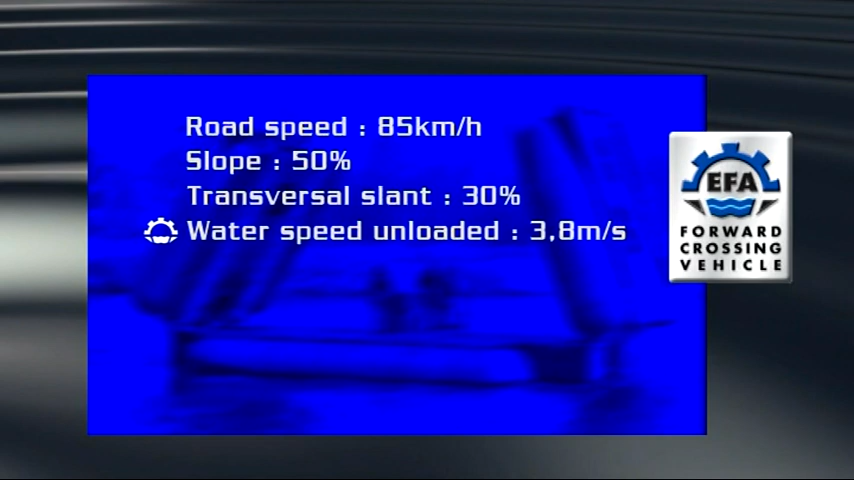 Road speed : 85km/h
Slope : 50%
Transversal slant : 30%
Water speed unloaded : 3,8m/s
EFA
FORWARD
CROSSING
VEHICLE